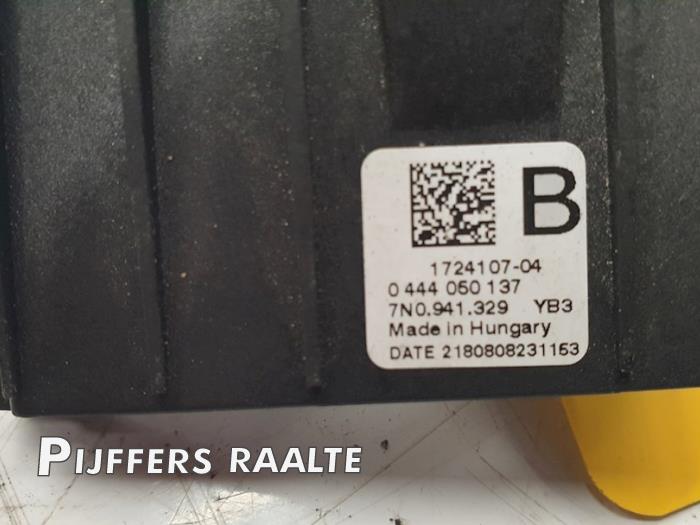 B
1724107-04
0 444 050 137
7N0.941.329 YB3
Made in Hungary
DATE 2180808231153
PIJFFERS RAALTE